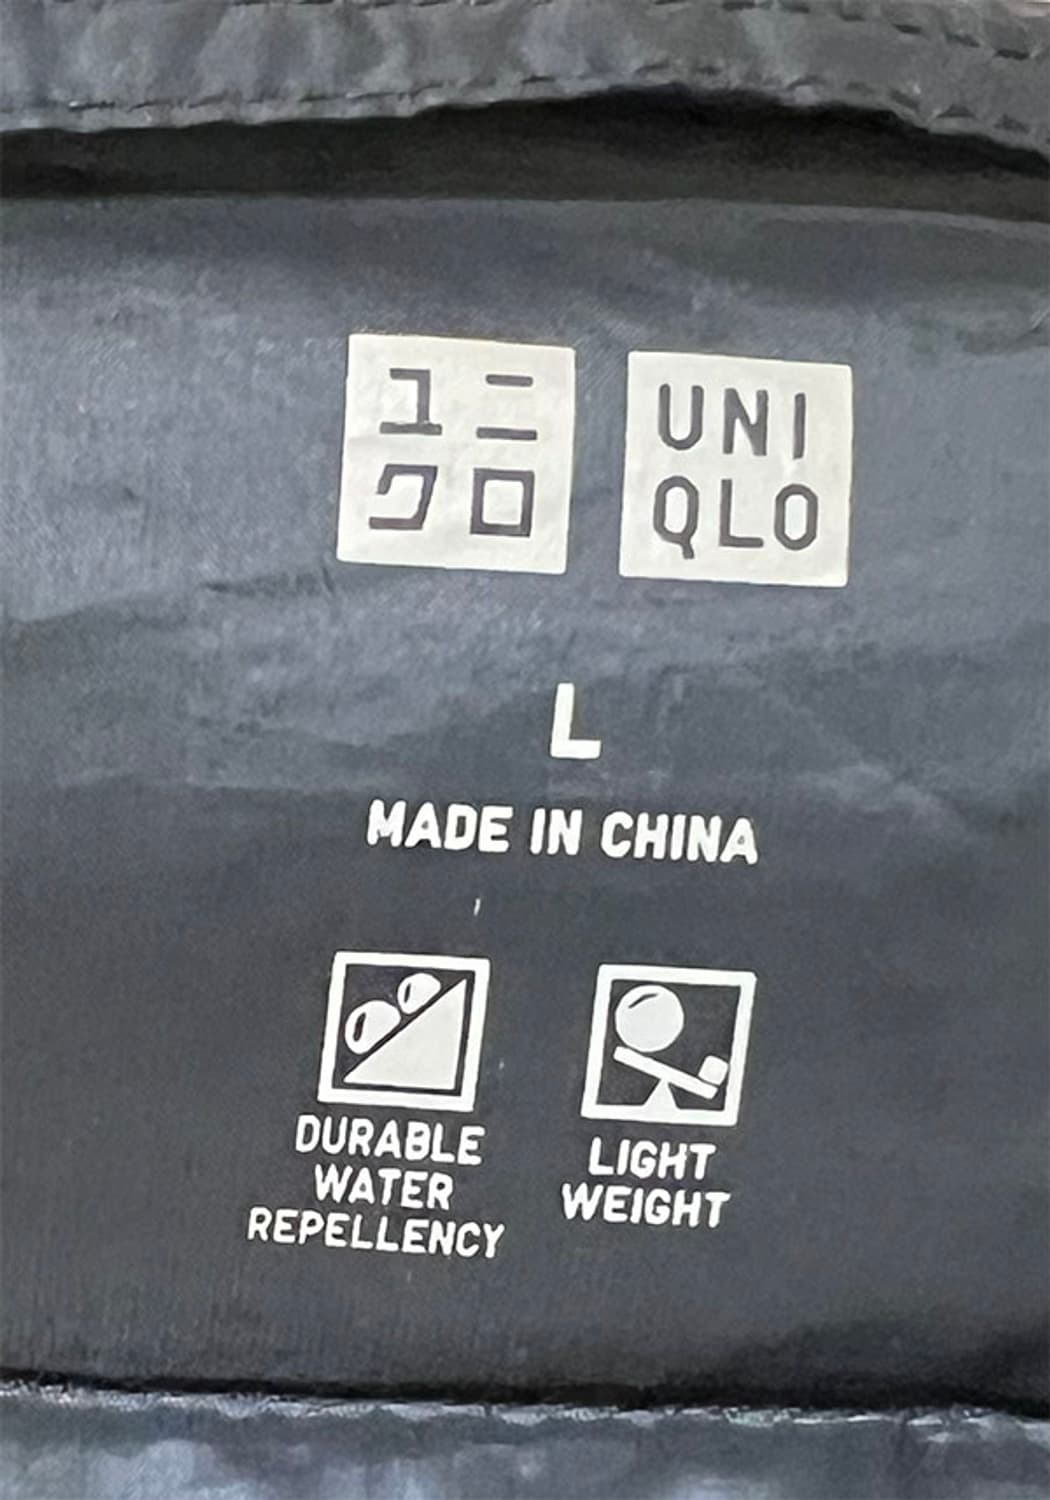 ユニ
クロ
UNI
QLO
L
MADE IN CHINA
DURABLE
WATER
REPELLENCY
LIGHT
WEIGHT